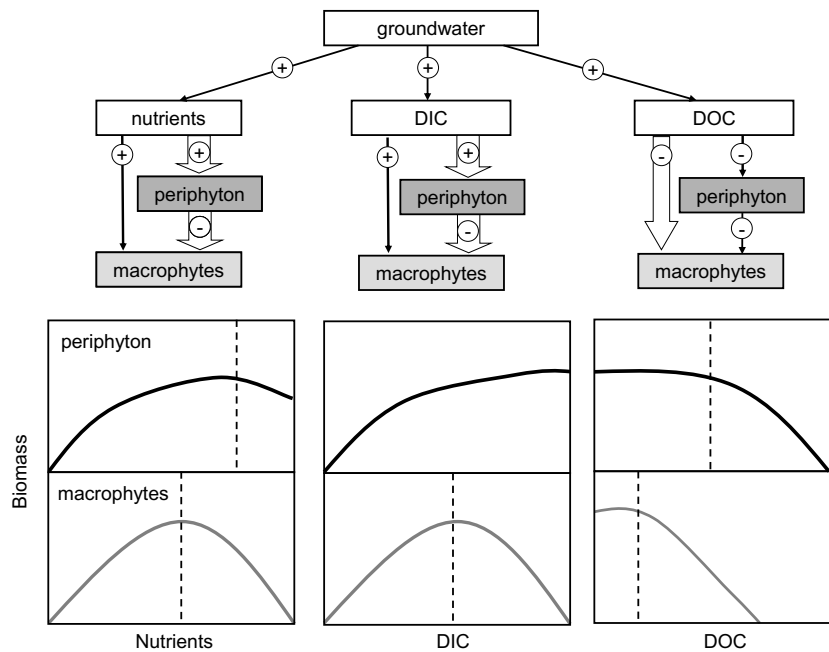 groundwater
+ + +
nutrients DIC DOC
+ + + + - -
periphyton periphyton periphyton
- - -
macrophytes macrophytes macrophytes
periphyton
macrophytes
Biomass
Nutrients DIC DOC